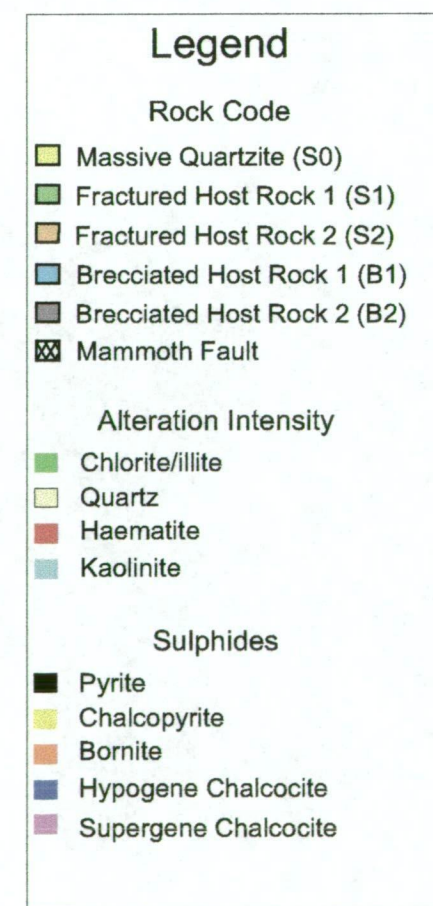 Legend
Rock Code
Massive Quartzite (S0)
Fractured Host Rock 1 (S1)
Fractured Host Rock 2 (S2)
Brecciated Host Rock 1 (B1)
Brecciated Host Rock 2 (B2)
Mammoth Fault
Alteration Intensity
Chlorite/illite
Quartz
Haematite
Kaolinite
Sulphides
Pyrite
Chalcopyrite
Bornite
Hypogene Chalcocite
Supergene Chalcocite